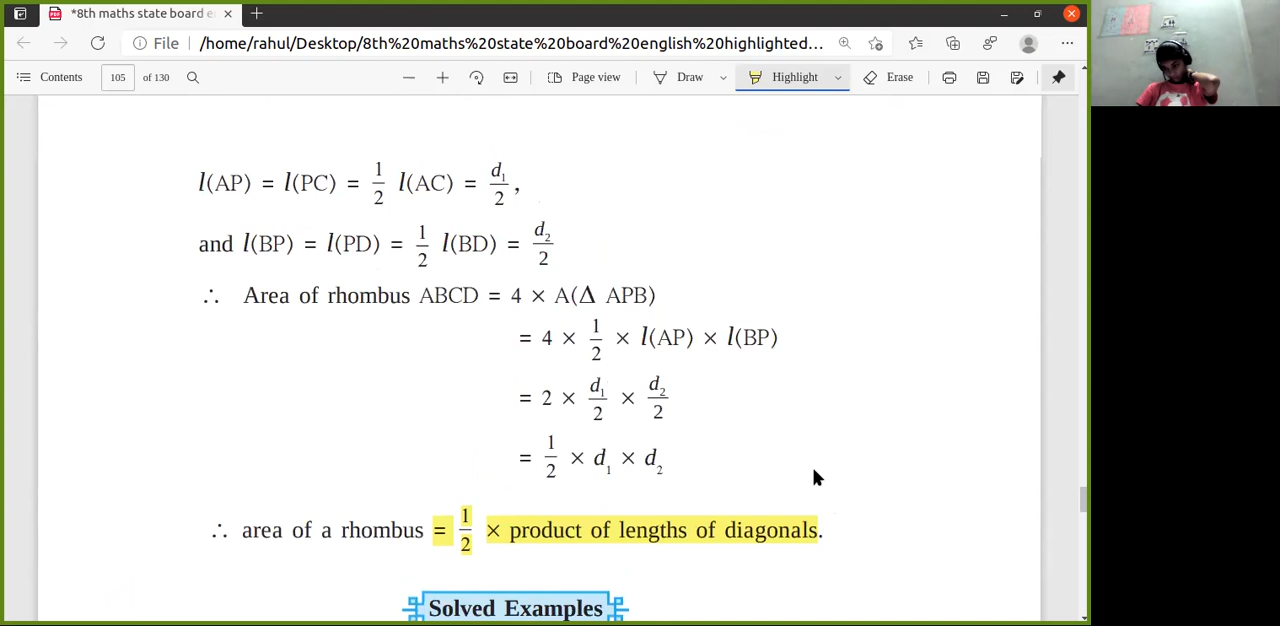 *8th maths state board e
File /home/rahul/Desktop/8th%20maths%20state%20board%20english%20highlighted...
Contents 105 of 130 Page view Draw Highlight Erase
l(AP) = l(PC) = 1/2 l(AC) = d₁/2 ,
and l(BP) = l(PD) = 1/2 l(BD) = d₂/2
∴ Area of rhombus ABCD = 4 × A(Δ APB)
= 4 × 1/2 × l(AP) × l(BP)
= 2 × d₁/2 × d₂/2
= 1/2 × d₁ × d₂
∴ area of a rhombus = 1/2 × product of lengths of diagonals.
Solved Examples